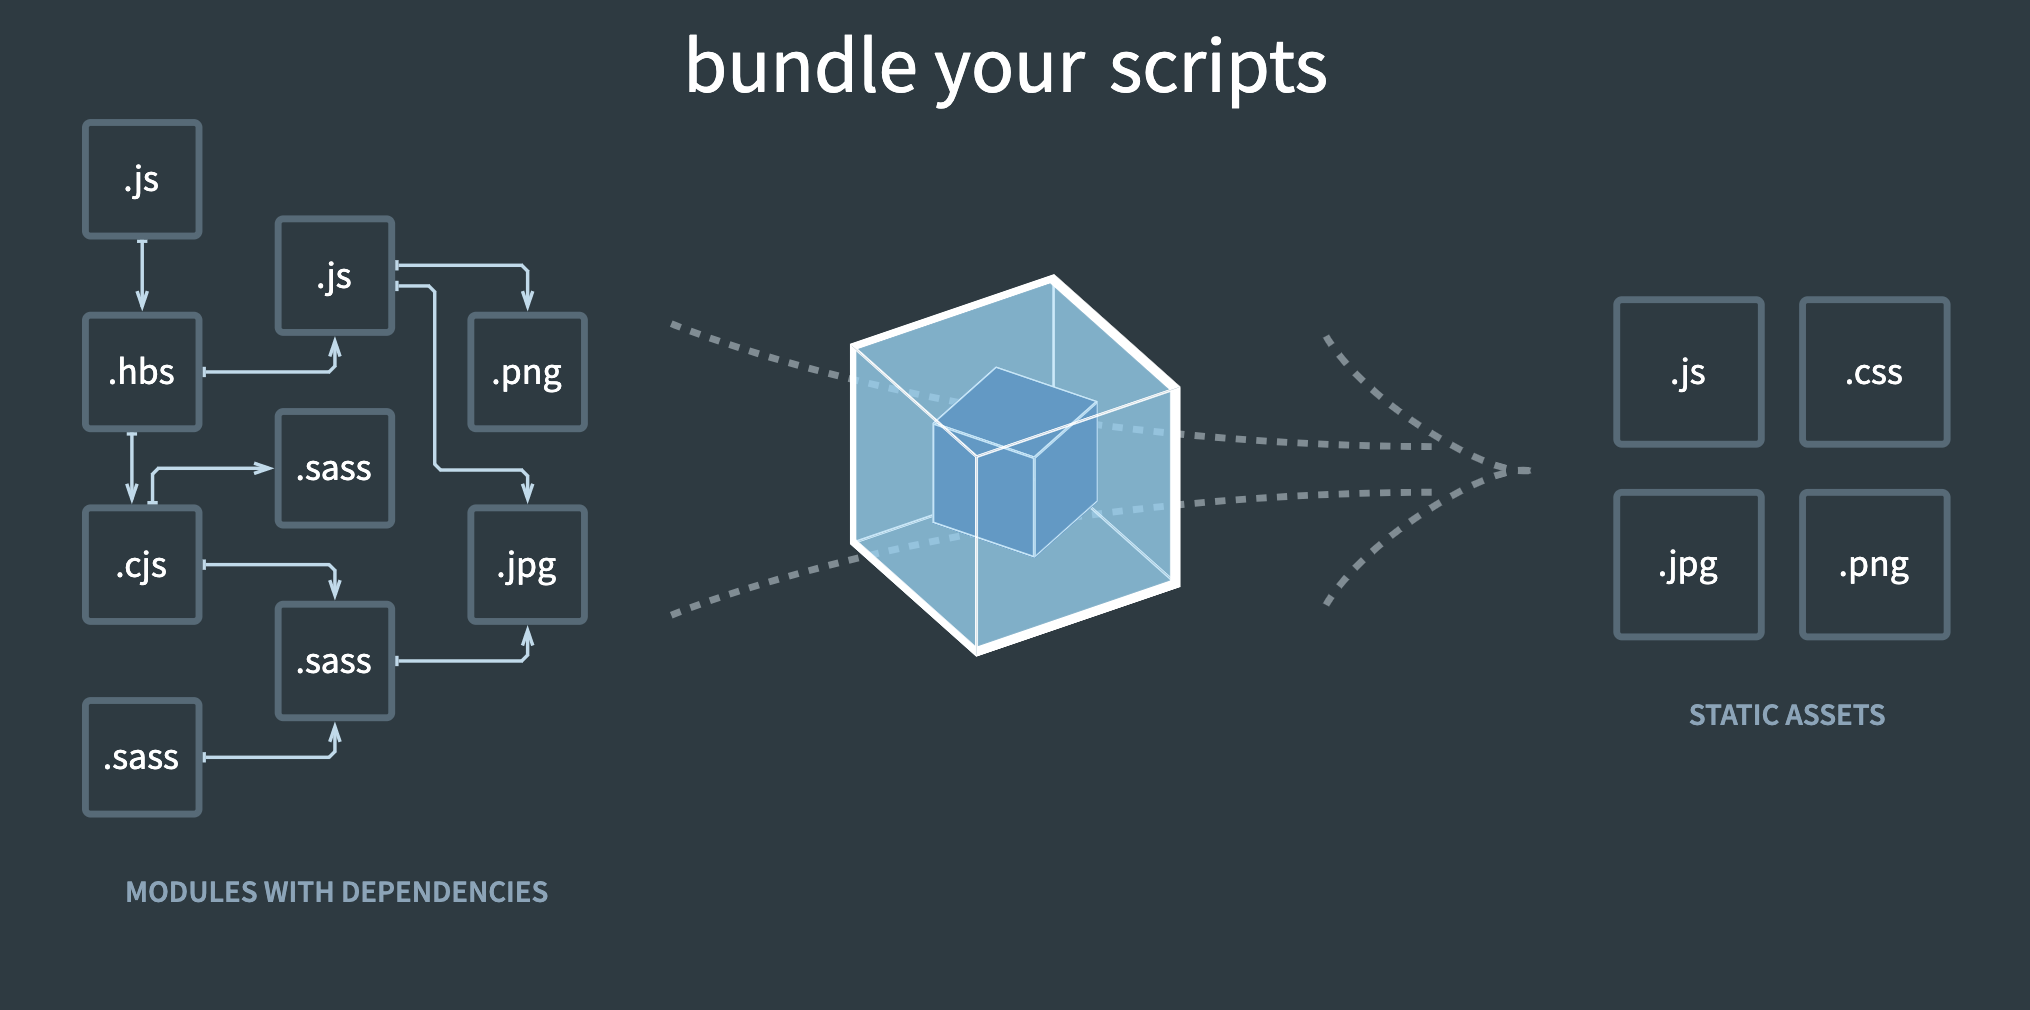 bundle your scripts
.js
.js
.hbs
.png
.sass
.cjs
.jpg
.sass
.sass
MODULES WITH DEPENDENCIES
.js
.css
.jpg
.png
STATIC ASSETS